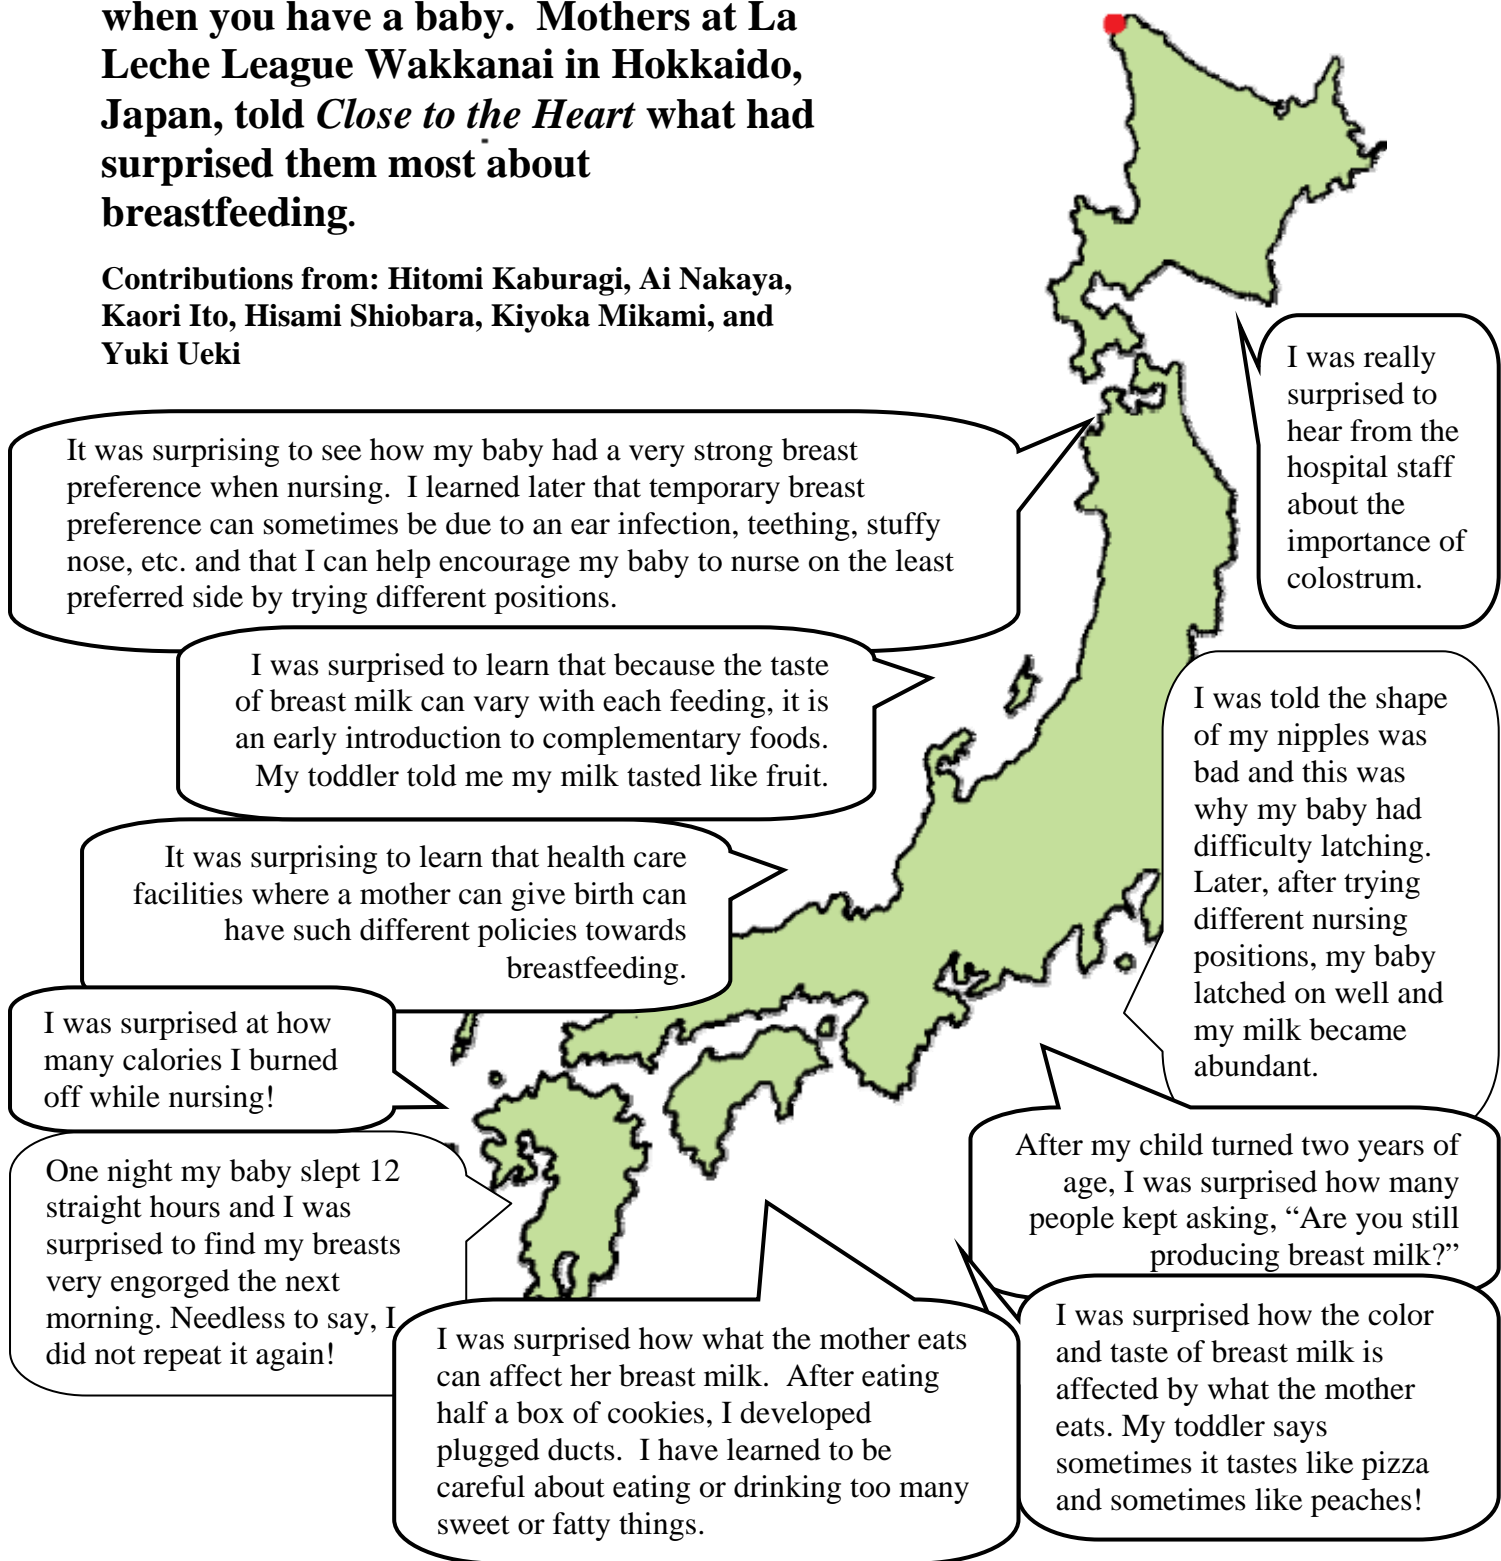 when you have a baby. Mothers at La
Leche League Wakkanai in Hokkaido,
Japan, told Close to the Heart what had
surprised them most about
breastfeeding.
Contributions from: Hitomi Kaburagi, Ai Nakaya,
Kaori Ito, Hisami Shiobara, Kiyoka Mikami, and
Yuki Ueki
I was really
surprised to
hear from the
hospital staff
about the
importance of
colostrum.
It was surprising to see how my baby had a very strong breast
preference when nursing. I learned later that temporary breast
preference can sometimes be due to an ear infection, teething, stuffy
nose, etc. and that I can help encourage my baby to nurse on the least
preferred side by trying different positions.
I was surprised to learn that because the taste
of breast milk can vary with each feeding, it is
an early introduction to complementary foods.
My toddler told me my milk tasted like fruit.
I was told the shape
of my nipples was
bad and this was
why my baby had
difficulty latching.
Later, after trying
different nursing
positions, my baby
latched on well and
my milk became
abundant.
It was surprising to learn that health care
facilities where a mother can give birth can
have such different policies towards
breastfeeding.
I was surprised at how
many calories I burned
off while nursing!
After my child turned two years of
age, I was surprised how many
people kept asking, “Are you still
producing breast milk?”
One night my baby slept 12
straight hours and I was
surprised to find my breasts
very engorged the next
morning. Needless to say, I
did not repeat it again!
I was surprised how what the mother eats
can affect her breast milk. After eating
half a box of cookies, I developed
plugged ducts. I have learned to be
careful about eating or drinking too many
sweet or fatty things.
I was surprised how the color
and taste of breast milk is
affected by what the mother
eats. My toddler says
sometimes it tastes like pizza
and sometimes like peaches!